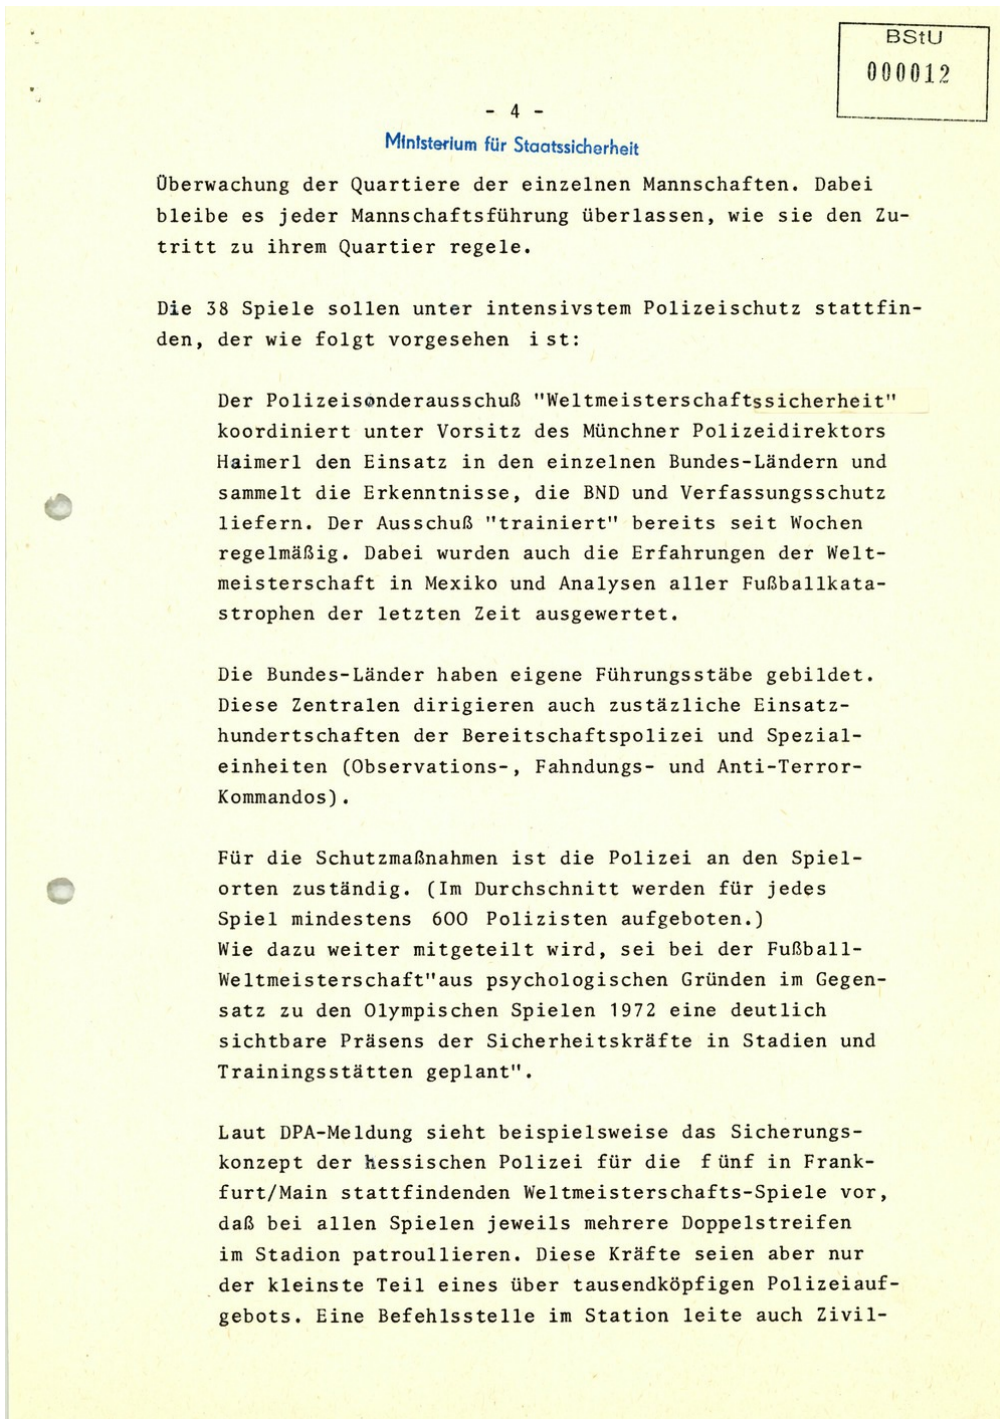 BStU
000012
- 4 -
Ministerium für Staatssicherheit
Überwachung der Quartiere der einzelnen Mannschaften. Dabei
bleibe es jeder Mannschaftsführung überlassen, wie sie den Zu-
tritt zu ihrem Quartier regele.
Die 38 Spiele sollen unter intensivstem Polizeischutz stattfin-
den, der wie folgt vorgesehen ist:
Der Polizeisonderausschuß "Weltmeisterschaftssicherheit"
koordiniert unter Vorsitz des Münchner Polizeidirektors
Haimerl den Einsatz in den einzelnen Bundes-Ländern und
sammelt die Erkenntnisse, die BND und Verfassungsschutz
liefern. Der Ausschuß "trainiert" bereits seit Wochen
regelmäßig. Dabei wurden auch die Erfahrungen der Welt-
meisterschaft in Mexiko und Analysen aller Fußballkata-
strophen der letzten Zeit ausgewertet.
Die Bundes-Länder haben eigene Führungsstäbe gebildet.
Diese Zentralen dirigieren auch zustäzliche Einsatz-
hundertschaften der Bereitschaftspolizei und Spezial-
einheiten (Observations-, Fahndungs- und Anti-Terror-
Kommandos).
Für die Schutzmaßnahmen ist die Polizei an den Spiel-
orten zuständig. (Im Durchschnitt werden für jedes
Spiel mindestens 600 Polizisten aufgeboten.)
Wie dazu weiter mitgeteilt wird, sei bei der Fußball-
Weltmeisterschaft"aus psychologischen Gründen im Gegen-
satz zu den Olympischen Spielen 1972 eine deutlich
sichtbare Präsens der Sicherheitskräfte in Stadien und
Trainingsstätten geplant".
Laut DPA-Meldung sieht beispielsweise das Sicherungs-
konzept der hessischen Polizei für die fünf in Frank-
furt/Main stattfindenden Weltmeisterschafts-Spiele vor,
daß bei allen Spielen jeweils mehrere Doppelstreifen
im Stadion patroullieren. Diese Kräfte seien aber nur
der kleinste Teil eines über tausendköpfigen Polizeiauf-
gebots. Eine Befehlsstelle im Station leite auch Zivil-